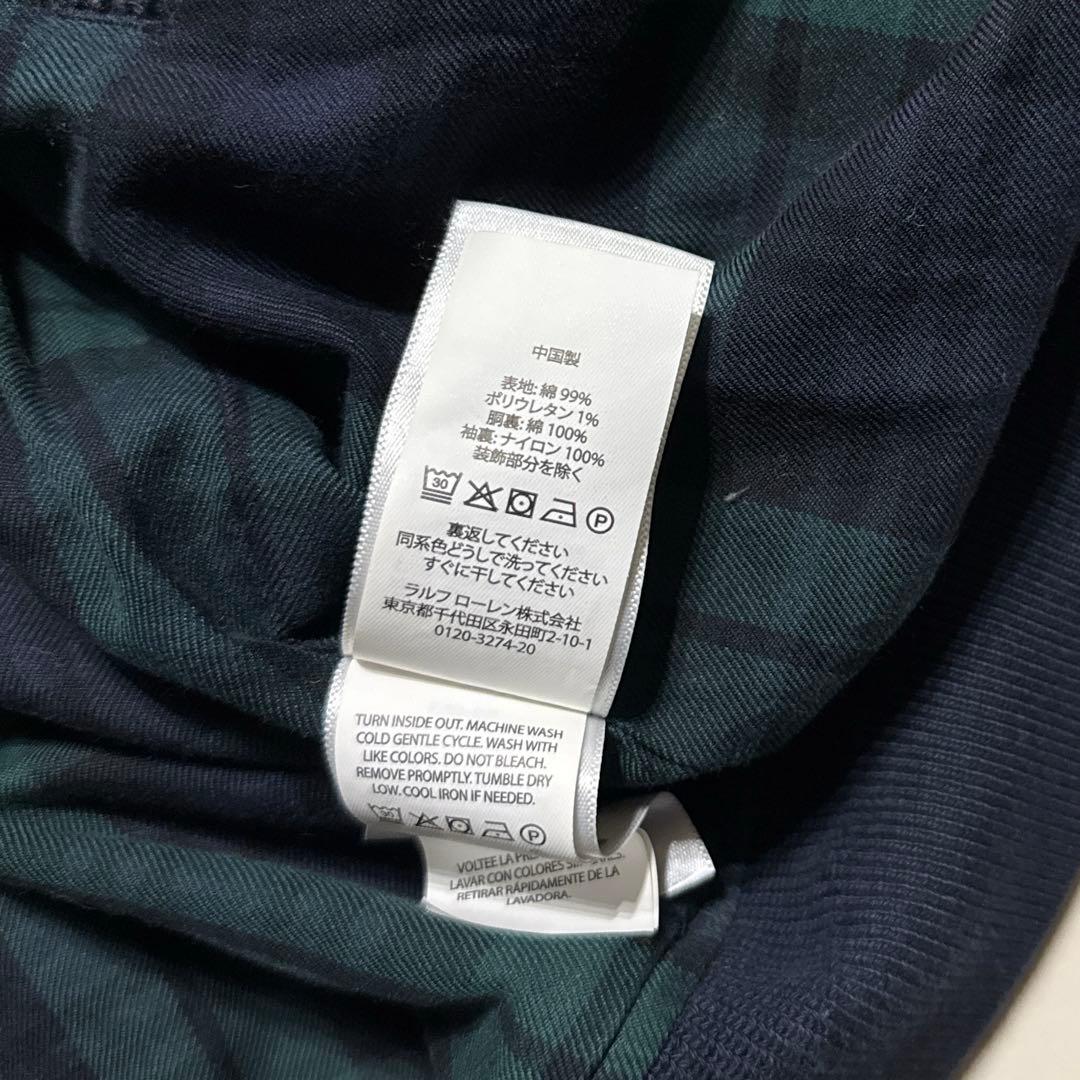 中国製
表地: 綿 99%
ポリウレタン 1%
胴裏: 綿 100%
袖裏: ナイロン 100%
装飾部分を除く
30 P
裏返してください
同系色どうしで洗ってください
すぐに干してください
ラルフ ローレン株式会社
東京都千代田区永田町2-10-1
0120-3274-20
TURN INSIDE OUT. MACHINE WASH
COLD GENTLE CYCLE. WASH WITH
LIKE COLORS. DO NOT BLEACH.
REMOVE PROMPTLY. TUMBLE DRY
LOW. COOL IRON IF NEEDED.
30 P
VOLTEE LA
LAVAR CON COLORES
RETIRAR RÁPIDAMENTE DE LA
LAVADORA.